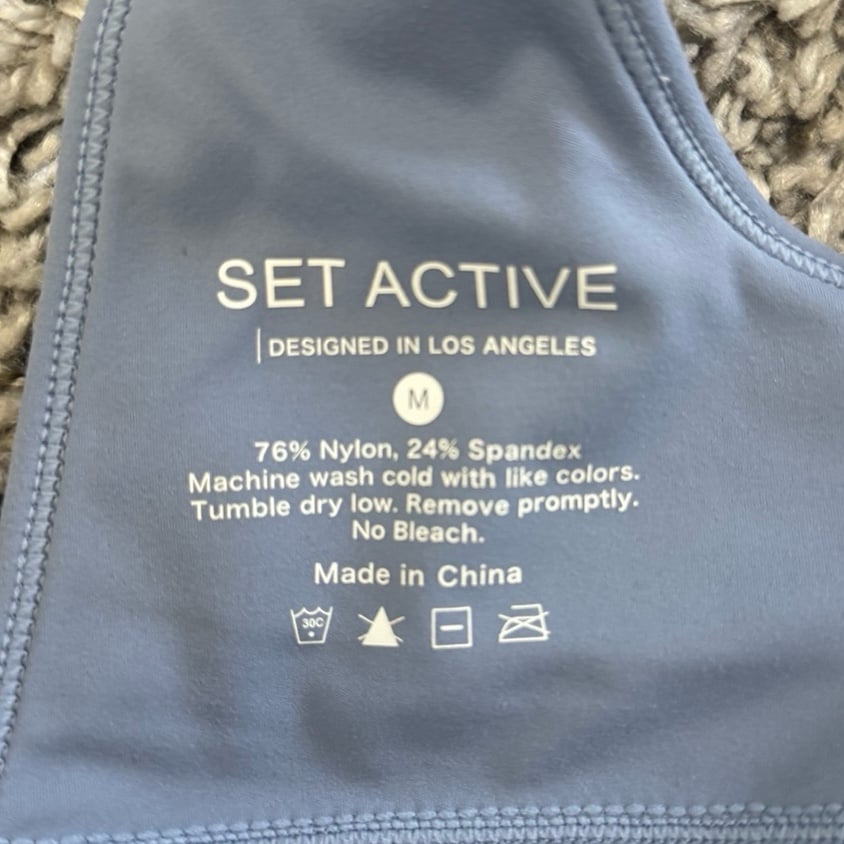 SET ACTIVE
DESIGNED IN LOS ANGELES
M
76% Nylon, 24% Spandex
Machine wash cold with like colors.
Tumble dry low. Remove promptly.
No Bleach.
Made in China
30C